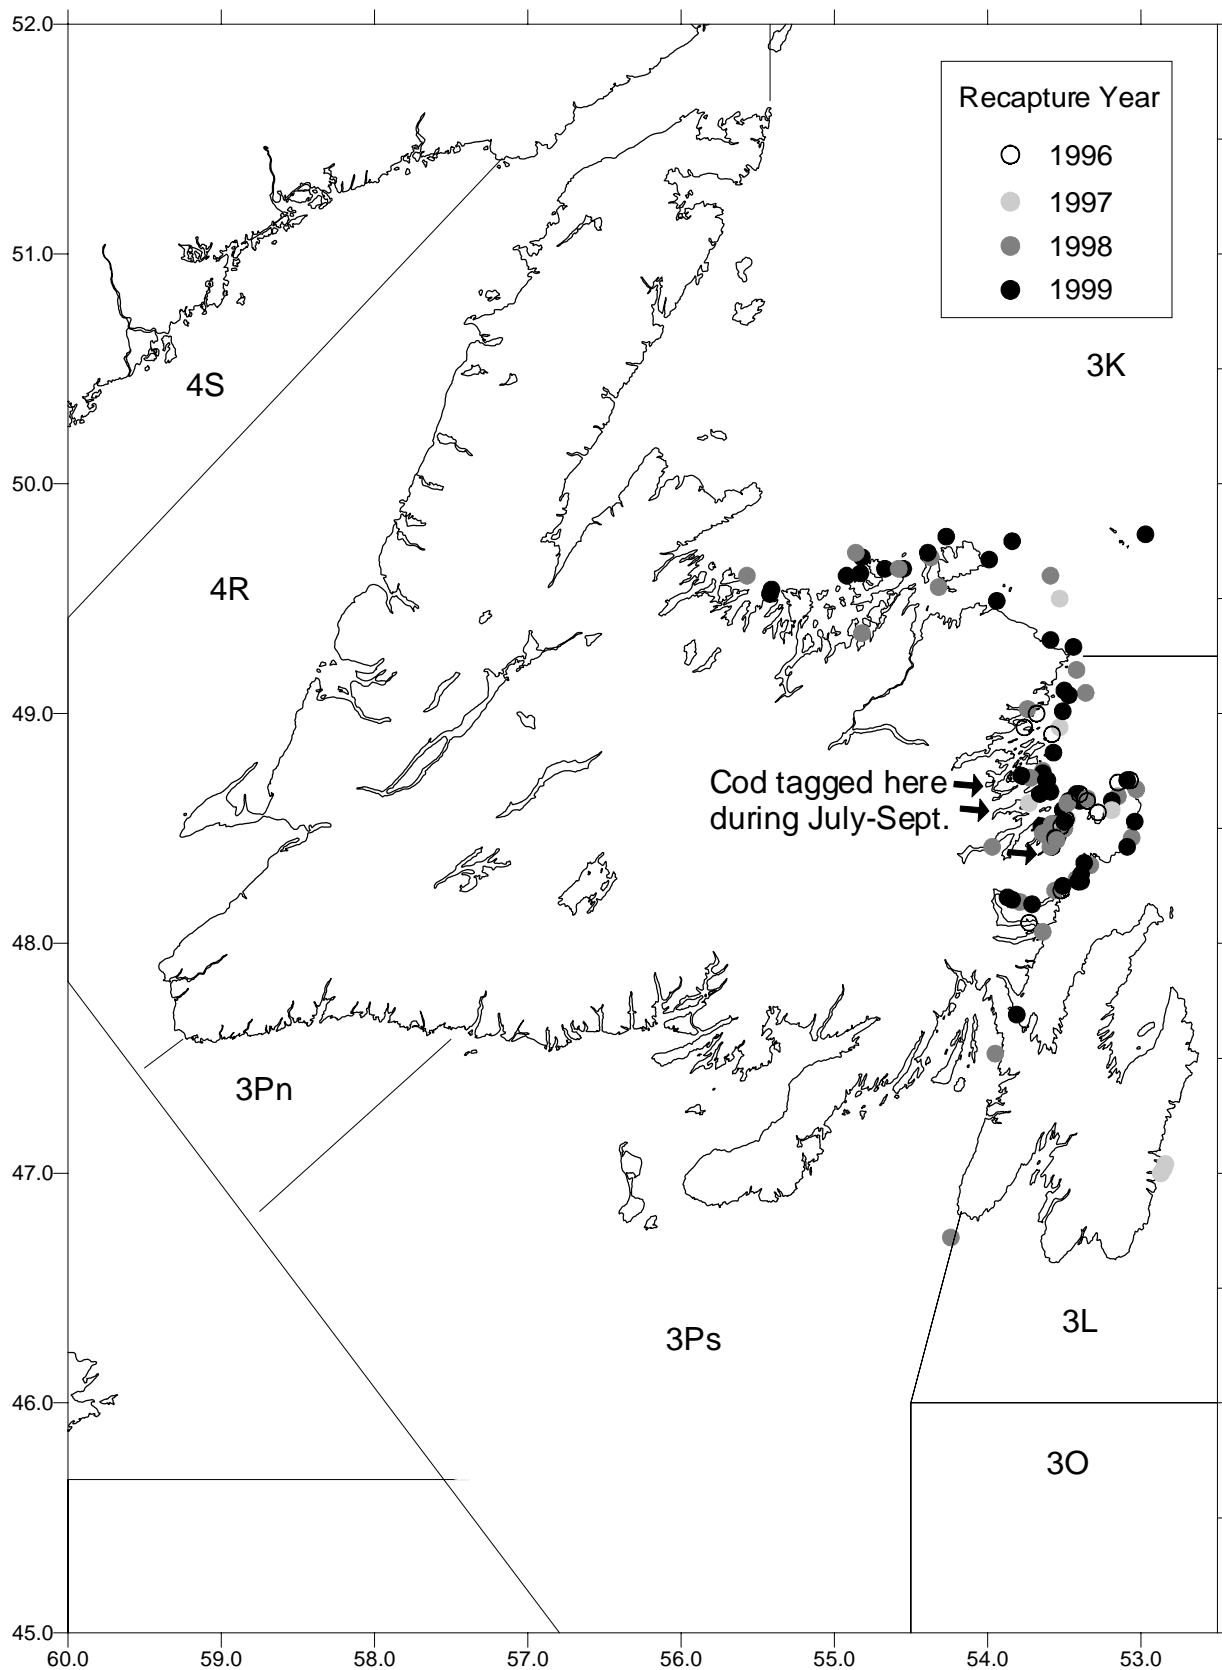 52.0
Recapture Year
1996
1997
1998
1999
51.0
3K
4S
50.0
4R
49.0
Cod tagged here
during July-Sept.
48.0
3Pn
47.0
3Ps
3L
46.0
3O
45.0
60.0 59.0 58.0 57.0 56.0 55.0 54.0 53.0